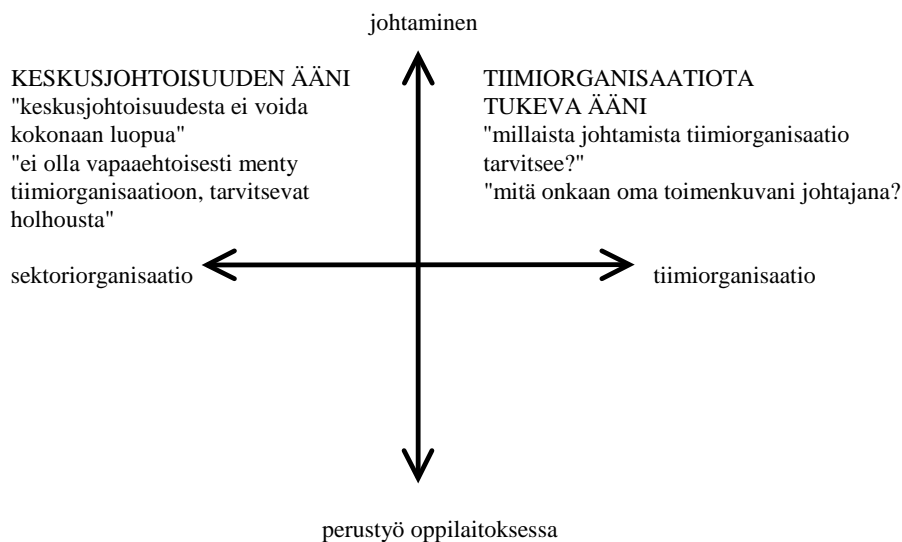 johtaminen
KESKUSJOHTOISUUDEN ÄÄNI
"keskusjohtoisuudesta ei voida
kokonaan luopua"
"ei olla vapaaehtoisesti menty
tiimiorganisaatioon, tarvitsevat
holhousta"
TIIMIORGANISAATIOTA
TUKEVA ÄÄNI
"millaista johtamista tiimiorganisaatio
tarvitsee?"
"mitä onkaan oma toimenkuvani johtajana?
sektoriorganisaatio
tiimiorganisaatio
perustyö oppilaitoksessa